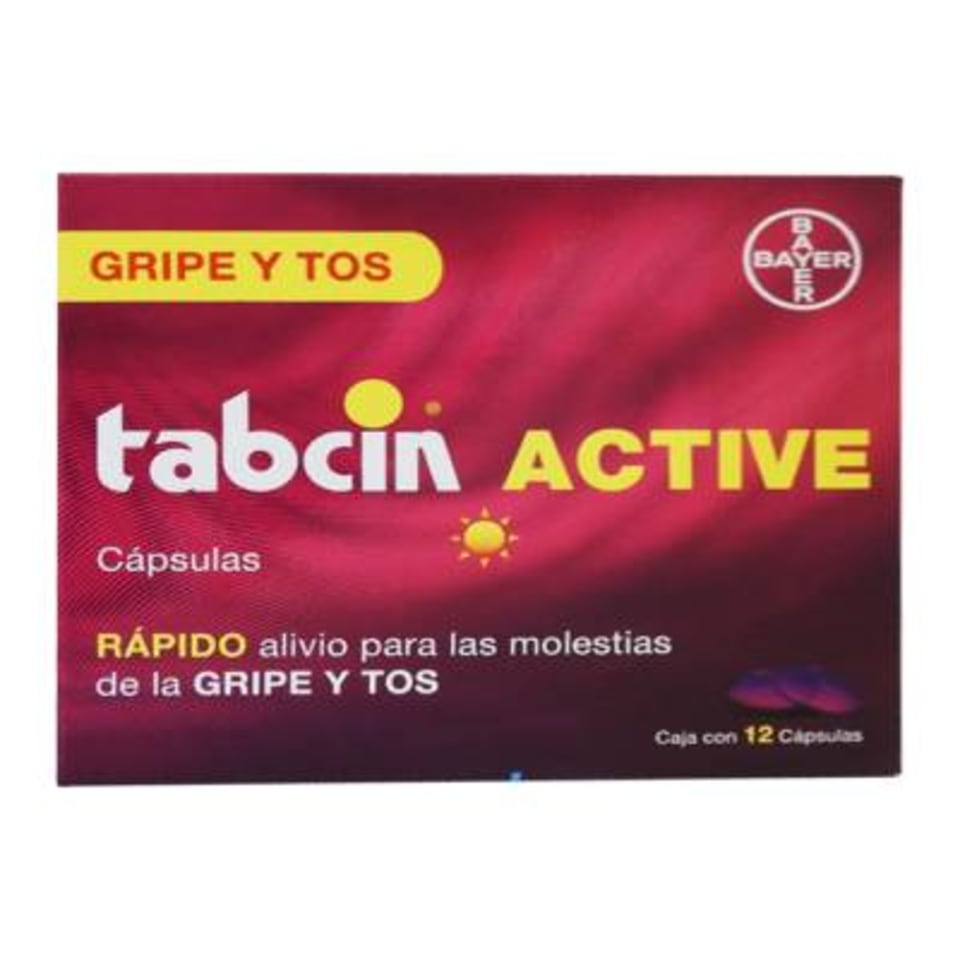 GRIPE Y TOS
BAYER
BAYER
tabcin® ACTIVE
Cápsulas
RÁPIDO alivio para las molestias
de la GRIPE Y TOS
Caja con 12 Cápsulas